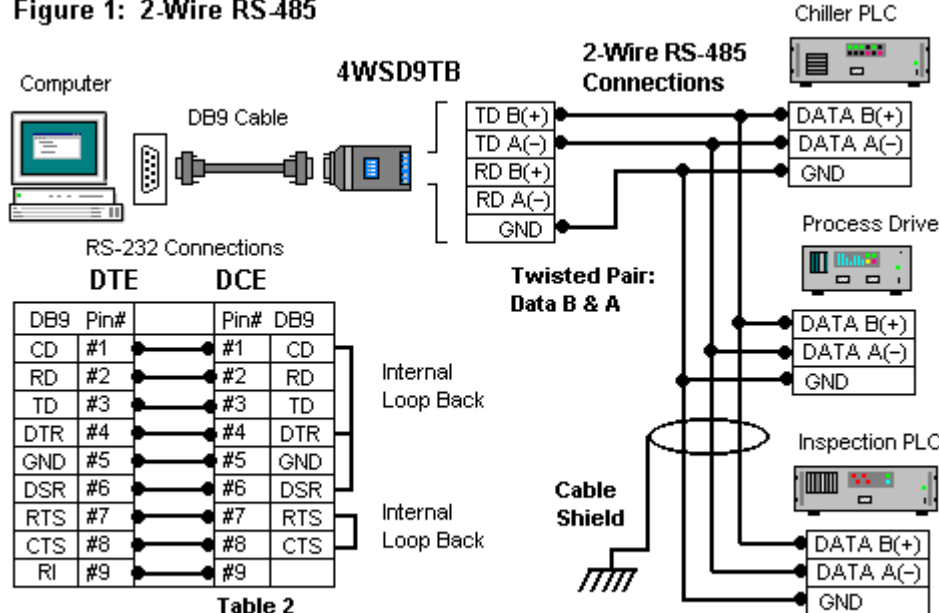 Figure 1: 2-Wire RS-485
Chiller PLC
Computer
4WSD9TB
2-Wire RS-485
Connections
DB9 Cable
TD B(+)
TD A(−)
RD B(+)
RD A(−)
GND
DATA B(+)
DATA A(−)
GND
RS-232 Connections
DTE DCE
Twisted Pair:
Data B & A
Process Drive
DATA B(+)
DATA A(−)
GND
DB9 Pin# Pin# DB9
CD #1 #1 CD
RD #2 #2 RD
TD #3 #3 TD
DTR #4 #4 DTR
GND #5 #5 GND
DSR #6 #6 DSR
RTS #7 #7 RTS
CTS #8 #8 CTS
RI #9 #9
Internal
Loop Back
Internal
Loop Back
Table 2
Cable
Shield
Inspection PLC
DATA B(+)
DATA A(−)
GND